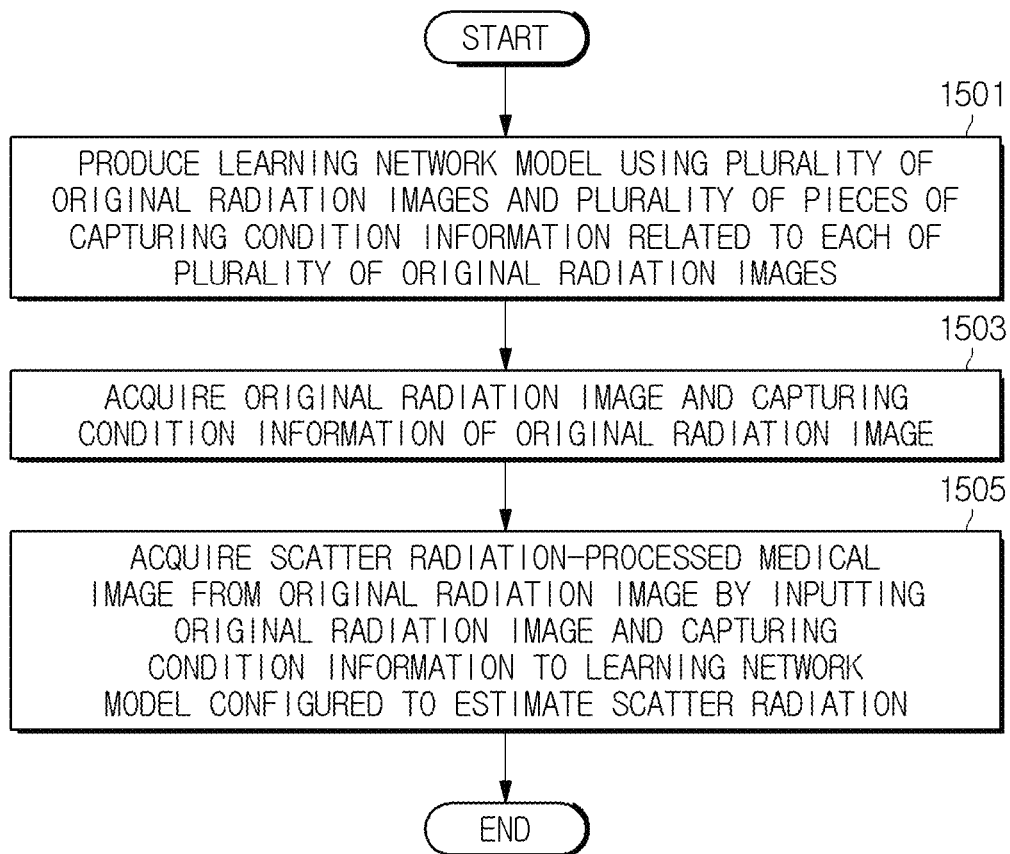 START
1501
PRODUCE LEARNING NETWORK MODEL USING PLURALITY OF
ORIGINAL RADIATION IMAGES AND PLURALITY OF PIECES OF
CAPTURING CONDITION INFORMATION RELATED TO EACH OF
PLURALITY OF ORIGINAL RADIATION IMAGES
1503
ACQUIRE ORIGINAL RADIATION IMAGE AND CAPTURING
CONDITION INFORMATION OF ORIGINAL RADIATION IMAGE
1505
ACQUIRE SCATTER RADIATION-PROCESSED MEDICAL
IMAGE FROM ORIGINAL RADIATION IMAGE BY INPUTTING
ORIGINAL RADIATION IMAGE AND CAPTURING
CONDITION INFORMATION TO LEARNING NETWORK
MODEL CONFIGURED TO ESTIMATE SCATTER RADIATION
END